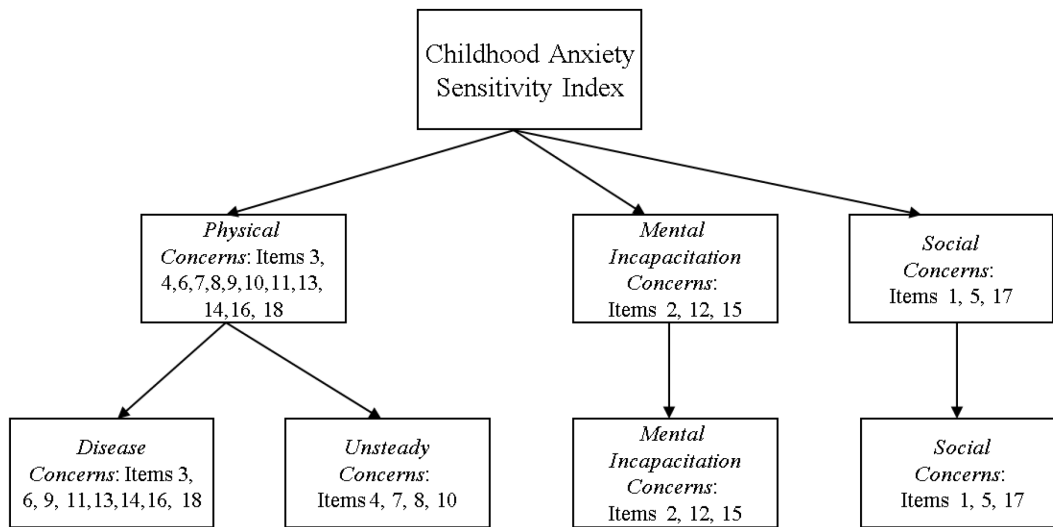 Childhood Anxiety
Sensitivity Index
Physical
Concerns: Items 3,
4,6,7,8,9,10,11,13,
14,16, 18
Mental
Incapacitation
Concerns:
Items 2, 12, 15
Social
Concerns:
Items 1, 5, 17
Disease
Concerns: Items 3,
6, 9, 11,13,14,16, 18
Unsteady
Concerns:
Items 4, 7, 8, 10
Mental
Incapacitation
Concerns:
Items 2, 12, 15
Social
Concerns:
Items 1, 5, 17